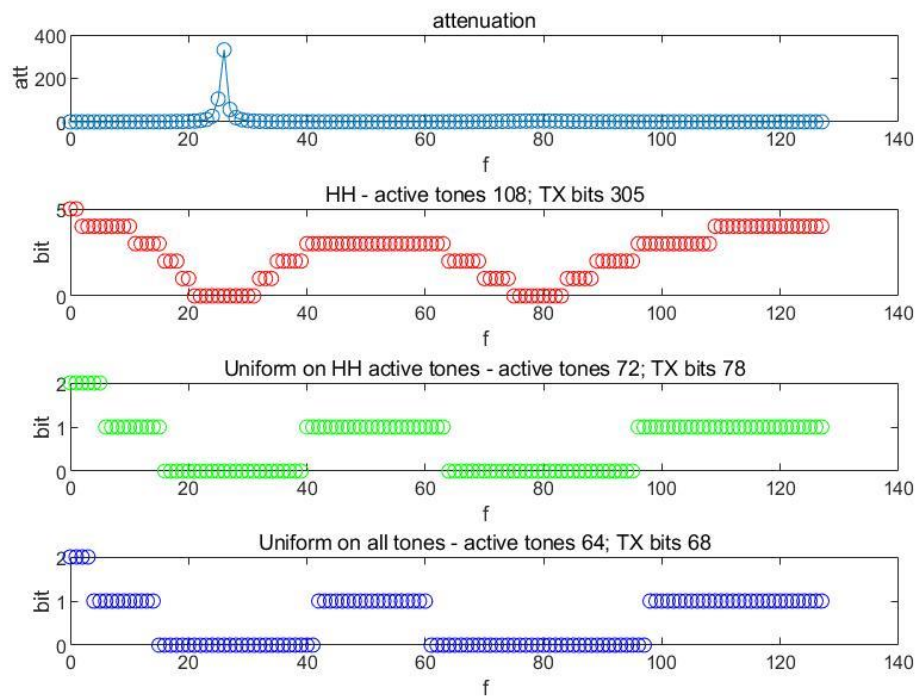 attenuation
400
200
0
att
0 20 40 60 80 100 120 140
f
HH - active tones 108; TX bits 305
5
0
bit
0 20 40 60 80 100 120 140
f
Uniform on HH active tones - active tones 72; TX bits 78
2
1
0
bit
0 20 40 60 80 100 120 140
f
Uniform on all tones - active tones 64; TX bits 68
2
1
0
bit
0 20 40 60 80 100 120 140
f